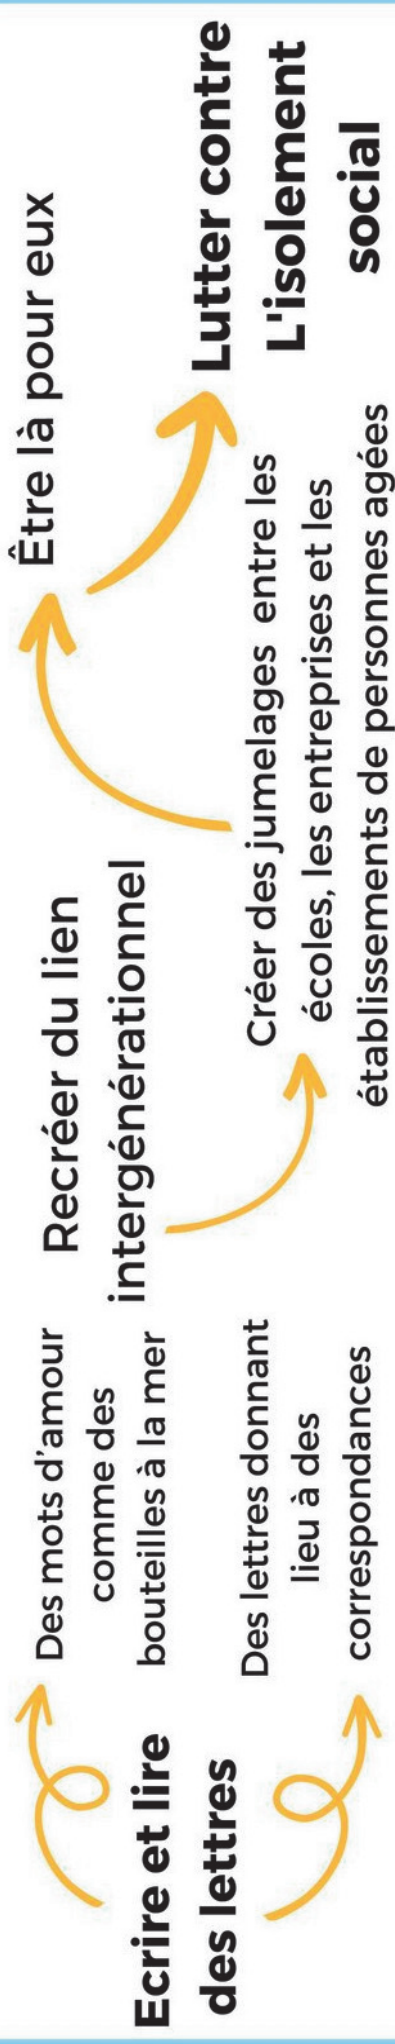 Ecrire et lire
des lettres
Des mots d'amour
comme des
bouteilles à la mer
Des lettres donnant
lieu à des
correspondances
Recréer du lien
intergénérationnel
Créer des jumelages entre les
écoles, les entreprises et les
établissements de personnes agées
Être là pour eux
Lutter contre
L'isolement
social